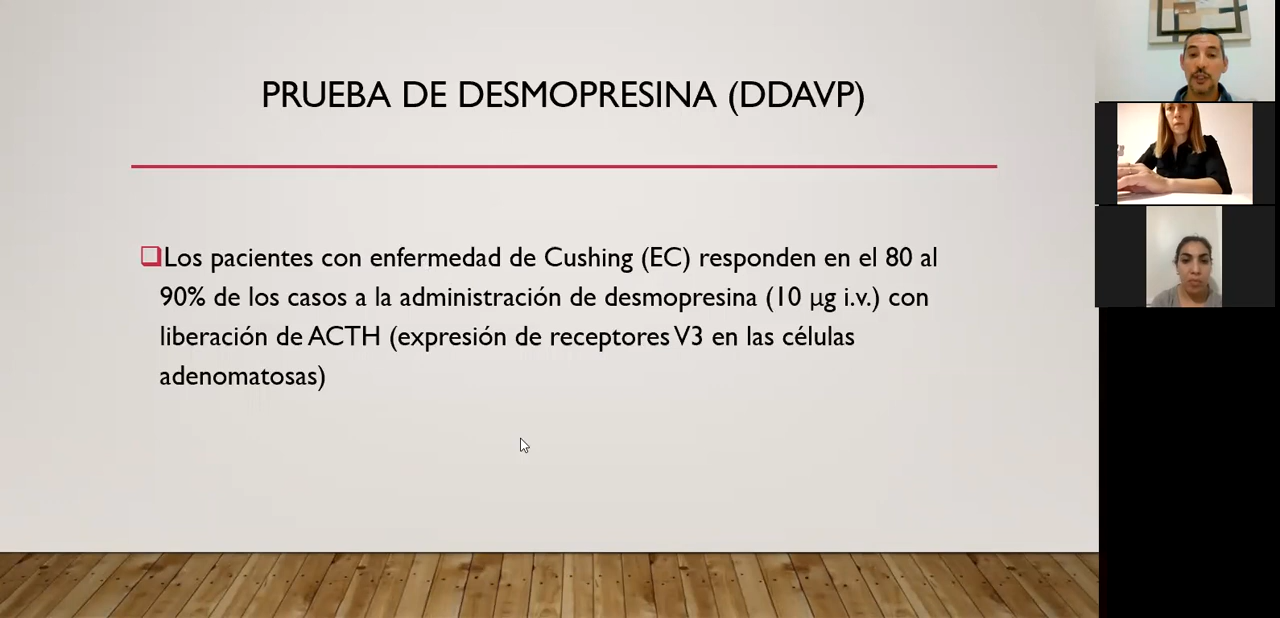 PRUEBA DE DESMOPRESINA (DDAVP)
Los pacientes con enfermedad de Cushing (EC) responden en el 80 al
90% de los casos a la administración de desmopresina (10 µg i.v.) con
liberación de ACTH (expresión de receptores V3 en las células
adenomatosas)